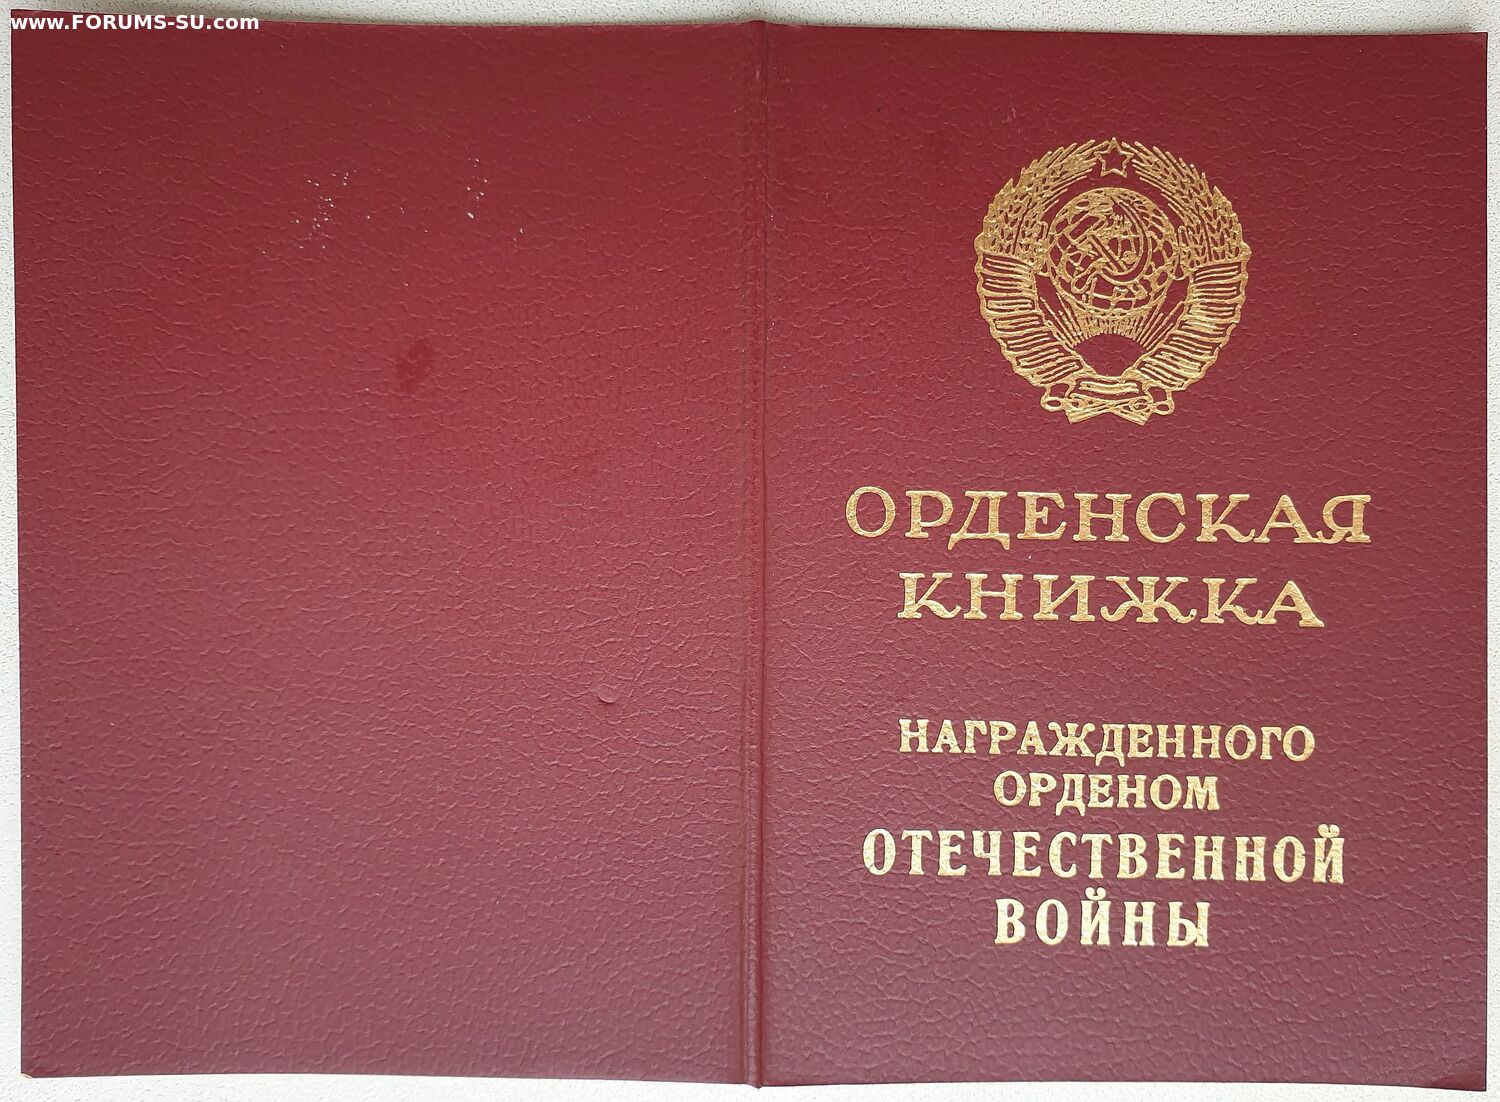 www.FORUMS-SU.com
ОРДЕНСКАЯ
КНИЖКА
НАГРАЖДЕННОГО
ОРДЕНОМ
ОТЕЧЕСТВЕННОЙ
ВОЙНЫ